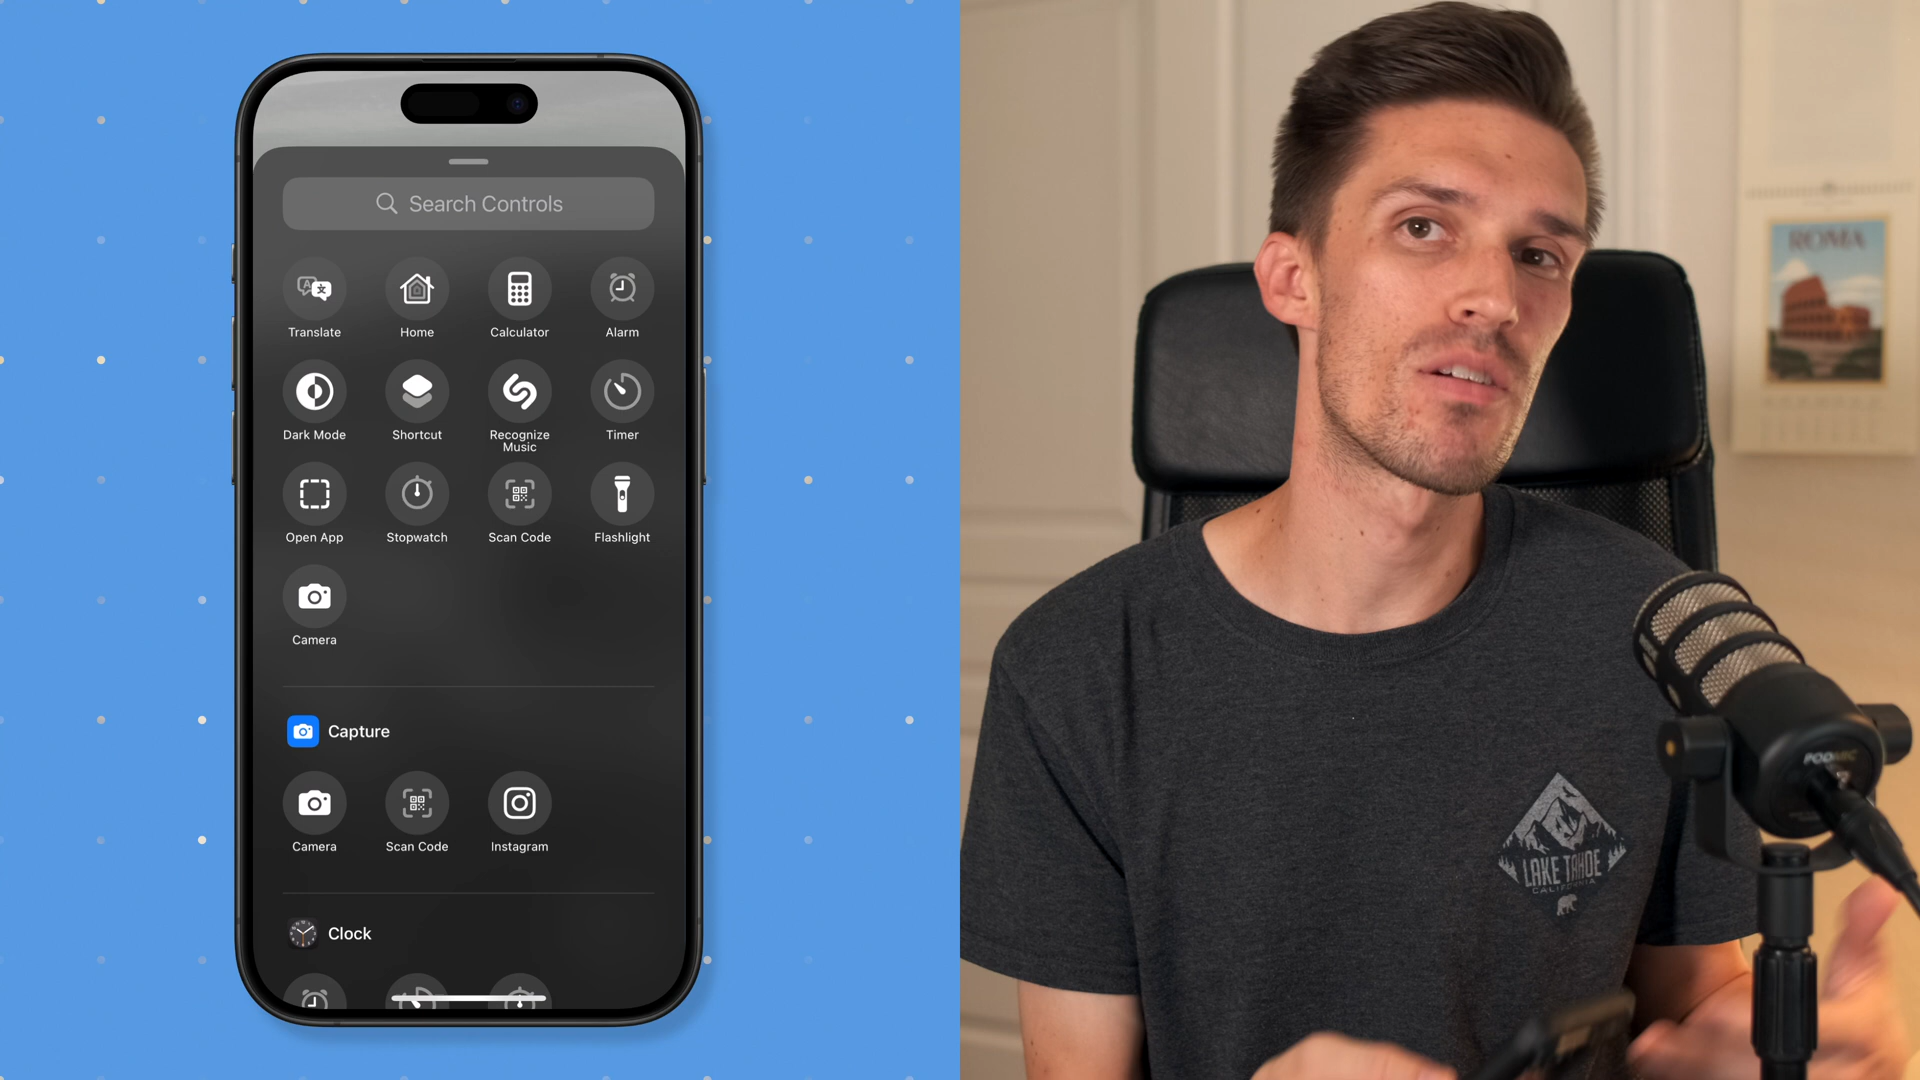 Search Controls
Translate
Home
Calculator
Alarm
Dark Mode
Shortcut
Recognize
Music
Timer
Open App
Stopwatch
Scan Code
Flashlight
Camera
Capture
Camera
Scan Code
Instagram
Clock
ROMA
LAKE TAHOE
CALIFORNIA
PODMIC